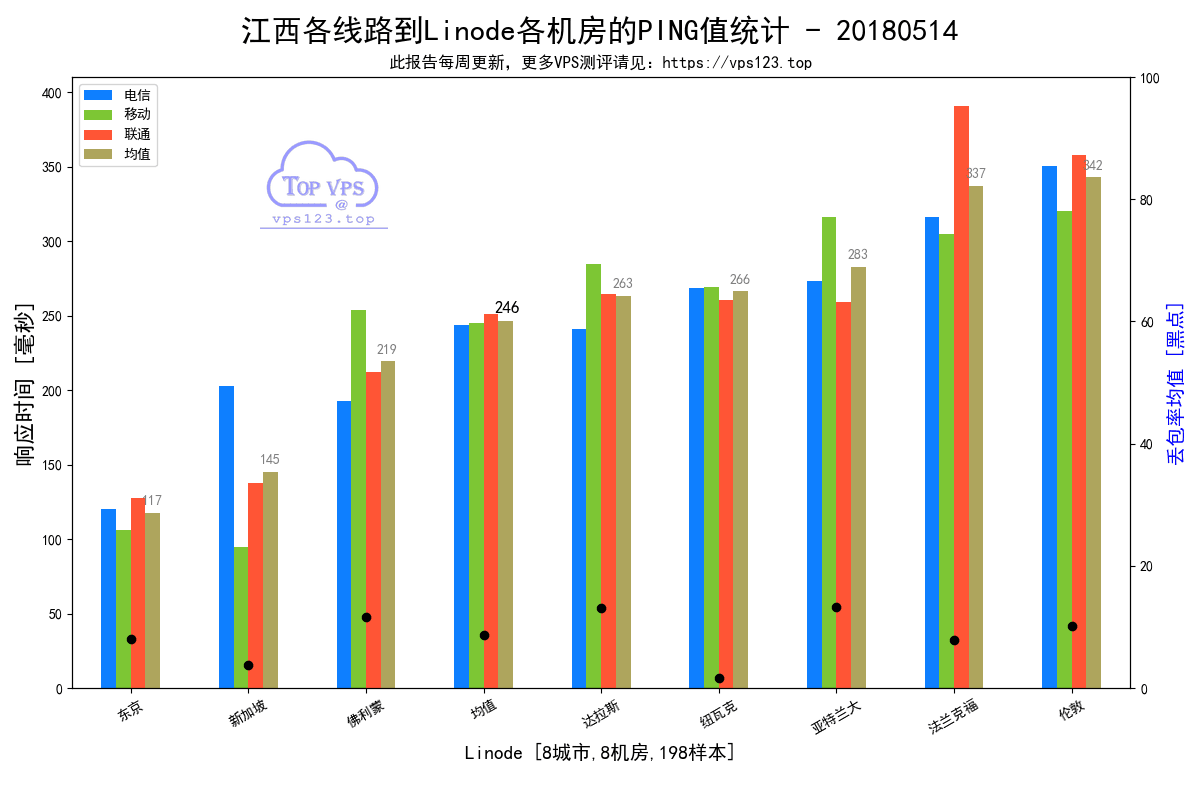 江西各线路到Linode各机房的PING值统计 - 20180514
此报告每周更新，更多VPS测评请见：https://vps123.top
电信
移动
联通
均值
TOP VPS
@
vps123.top
响应时间 [毫秒]
400
350
300
250
200
150
100
50
0
117
145
219
246
263
266
283
337
342
100
80
60
40
20
0
丢包率均值 [黑点]
东京
新加坡
佛利蒙
均值
达拉斯
纽瓦克
亚特兰大
法兰克福
伦敦
Linode [8城市,8机房,198样本]